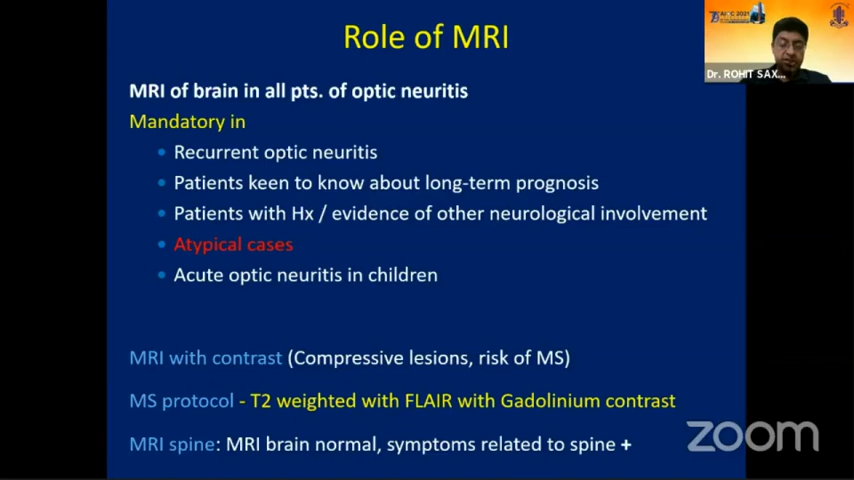 Role of MRI
AICC 2021
Dr. ROHIT SAX...
MRI of brain in all pts. of optic neuritis
Mandatory in
• Recurrent optic neuritis
• Patients keen to know about long-term prognosis
• Patients with Hx / evidence of other neurological involvement
• Atypical cases
• Acute optic neuritis in children
MRI with contrast (Compressive lesions, risk of MS)
MS protocol - T2 weighted with FLAIR with Gadolinium contrast
MRI spine: MRI brain normal, symptoms related to spine +
zoom